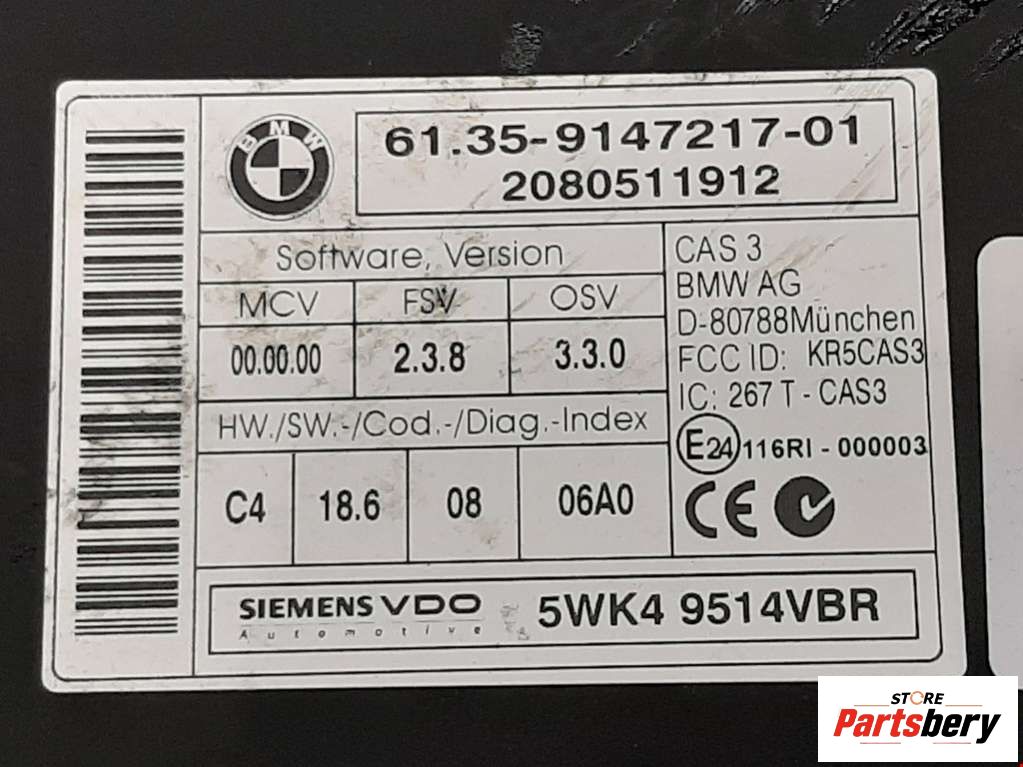 BMW
61.35-9147217-01
2080511912
Software, Version
MCV FSV OSV
00.00.00 2.3.8 3.3.0
HW./SW.-/Cod.-/Diag.-Index
C4 18.6 08 06A0
CAS 3
BMW AG
D-80788München
FCC ID: KR5CAS3
IC: 267 T - CAS3
E24 116RI - 000003
CE
SIEMENS VDO
Automotive
5WK4 9514VBR
STORE
Partsbery